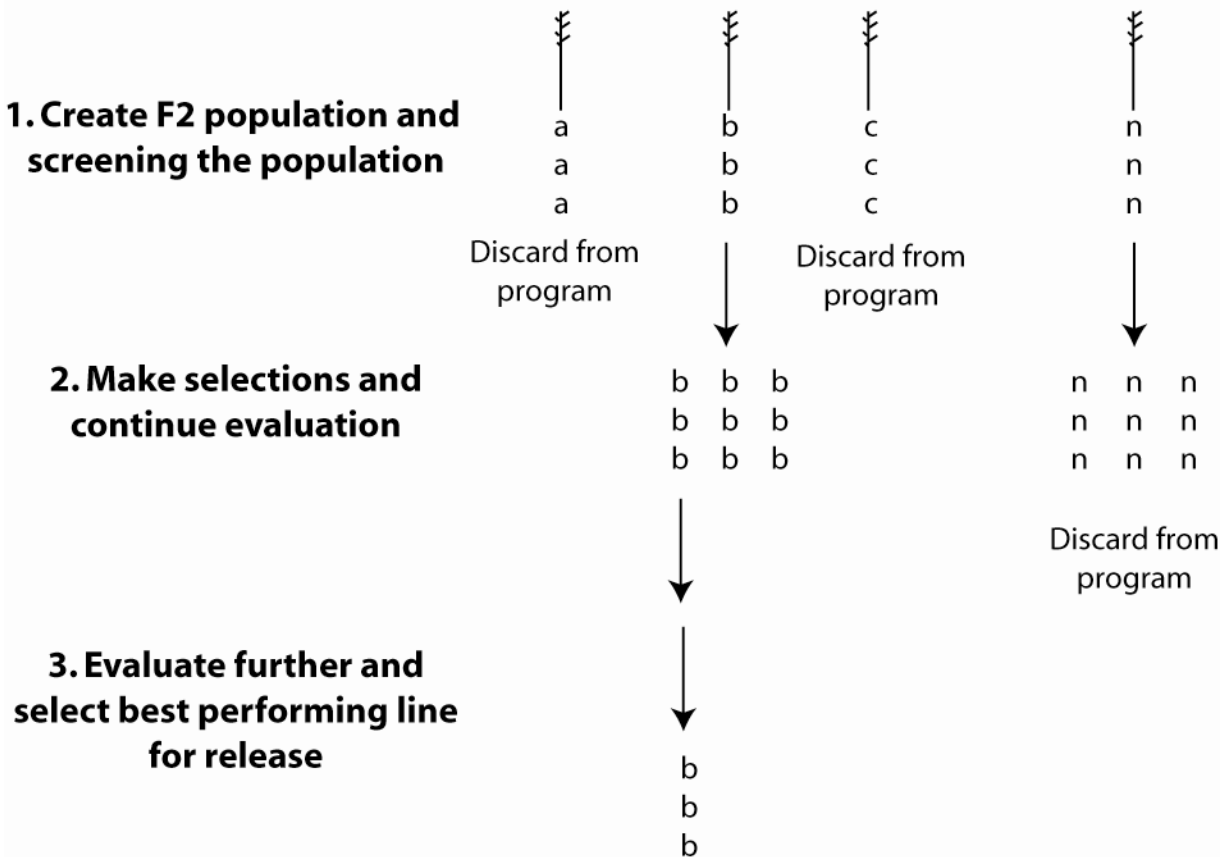 1. Create F2 population and
screening the population
a b c n
a b c n
a b c n
Discard from
program
Discard from
program
2. Make selections and
continue evaluation
b b b n n n
b b b n n n
b b b n n n
Discard from
program
3. Evaluate further and
select best performing line
for release
b
b
b